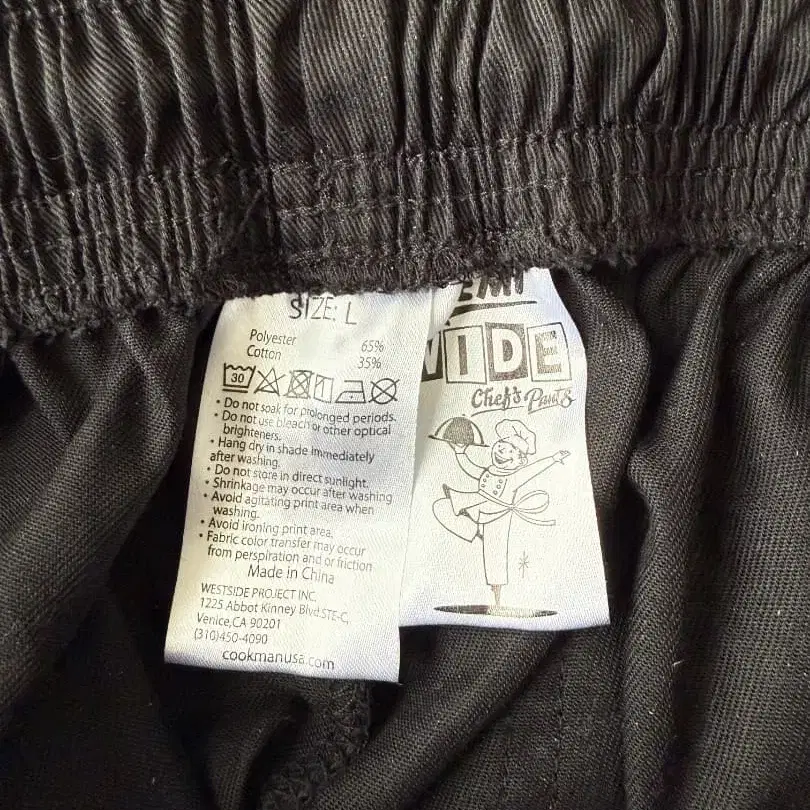 SIZE: L
Polyester 65%
Cotton 35%
30
• Do not soak for prolonged periods.
• Do not use bleach or other optical
brighteners.
• Hang dry in shade immediately
after washing.
• Do not store in direct sunlight.
• Shrinkage may occur after washing
• Avoid agitating print area when
washing.
• Avoid ironing print area.
• Fabric color transfer may occur
from perspiration and or friction
Made in China
WESTSIDE PROJECT INC.
1225 Abbot Kinney Blvd.STE-C,
Venice,CA 90201
(310)450-4090
cookmanusa.com
EMI
WIDE
Chef's Pants